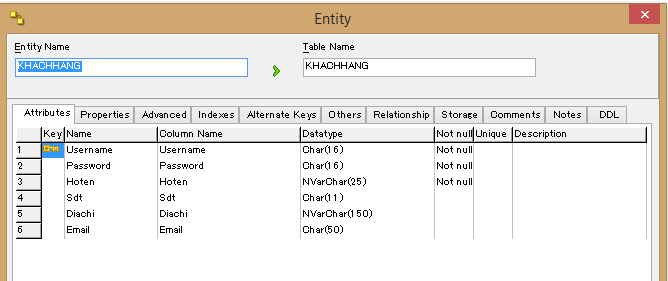 Entity
Entity Name
Table Name
KHACHHANG
KHACHHANG
Attributes Properties Advanced Indexes Alternate Keys Others Relationship Storage Comments Notes DDL
Key Name Column Name Datatype Not null Unique Description
1 Username Username Char(16) Not null
2 Password Password Char(16) Not null
3 Hoten Hoten NVarChar(25) Not null
4 Sdt Sdt Char(11)
5 Diachi Diachi NVarChar(150)
6 Email Email Char(50)